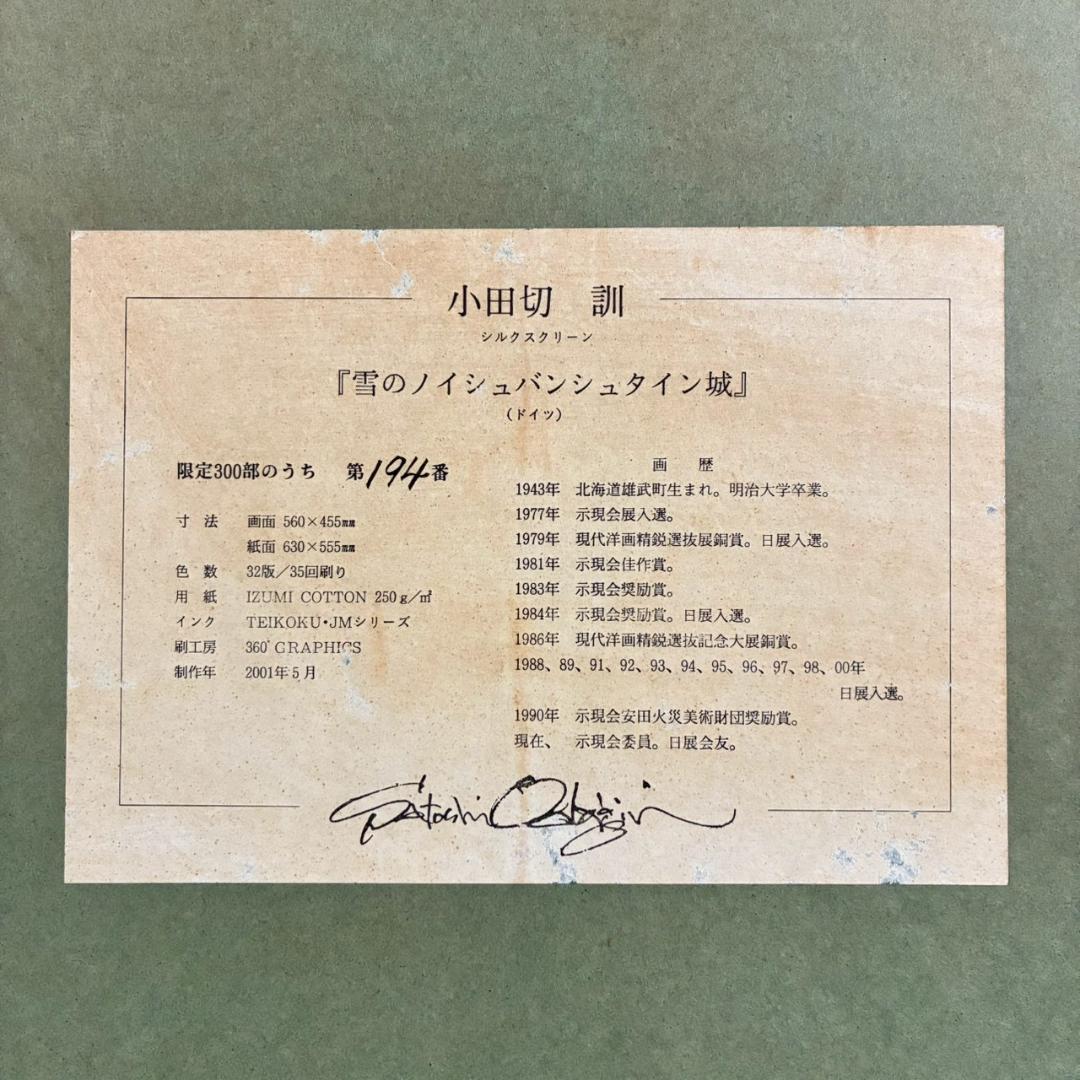 小田切　訓
シルクスクリーン
『雪のノイシュバンシュタイン城』
（ドイツ）
限定300部のうち　第194番
寸　法　画面 560×455㎜
紙面 630×555㎜
色　数　32版／35回刷り
用　紙　IZUMI COTTON 250ｇ／㎡
インク　TEIKOKU・JMシリーズ
刷工房　360° GRAPHICS
制作年　2001年５月
画　歴
1943年　北海道雄武町生まれ。明治大学卒業。
1977年　示現会展入選。
1979年　現代洋画精鋭選抜展銅賞。日展入選。
1981年　示現会佳作賞。
1983年　示現会奨励賞。
1984年　示現会奨励賞。日展入選。
1986年　現代洋画精鋭選抜記念大展銅賞。
1988、89、91、92、93、94、95、96、97、98、00年
日展入選。
1990年　示現会安田火災美術財団奨励賞。
現在、　示現会委員。日展会友。
Satoshi Otagiri